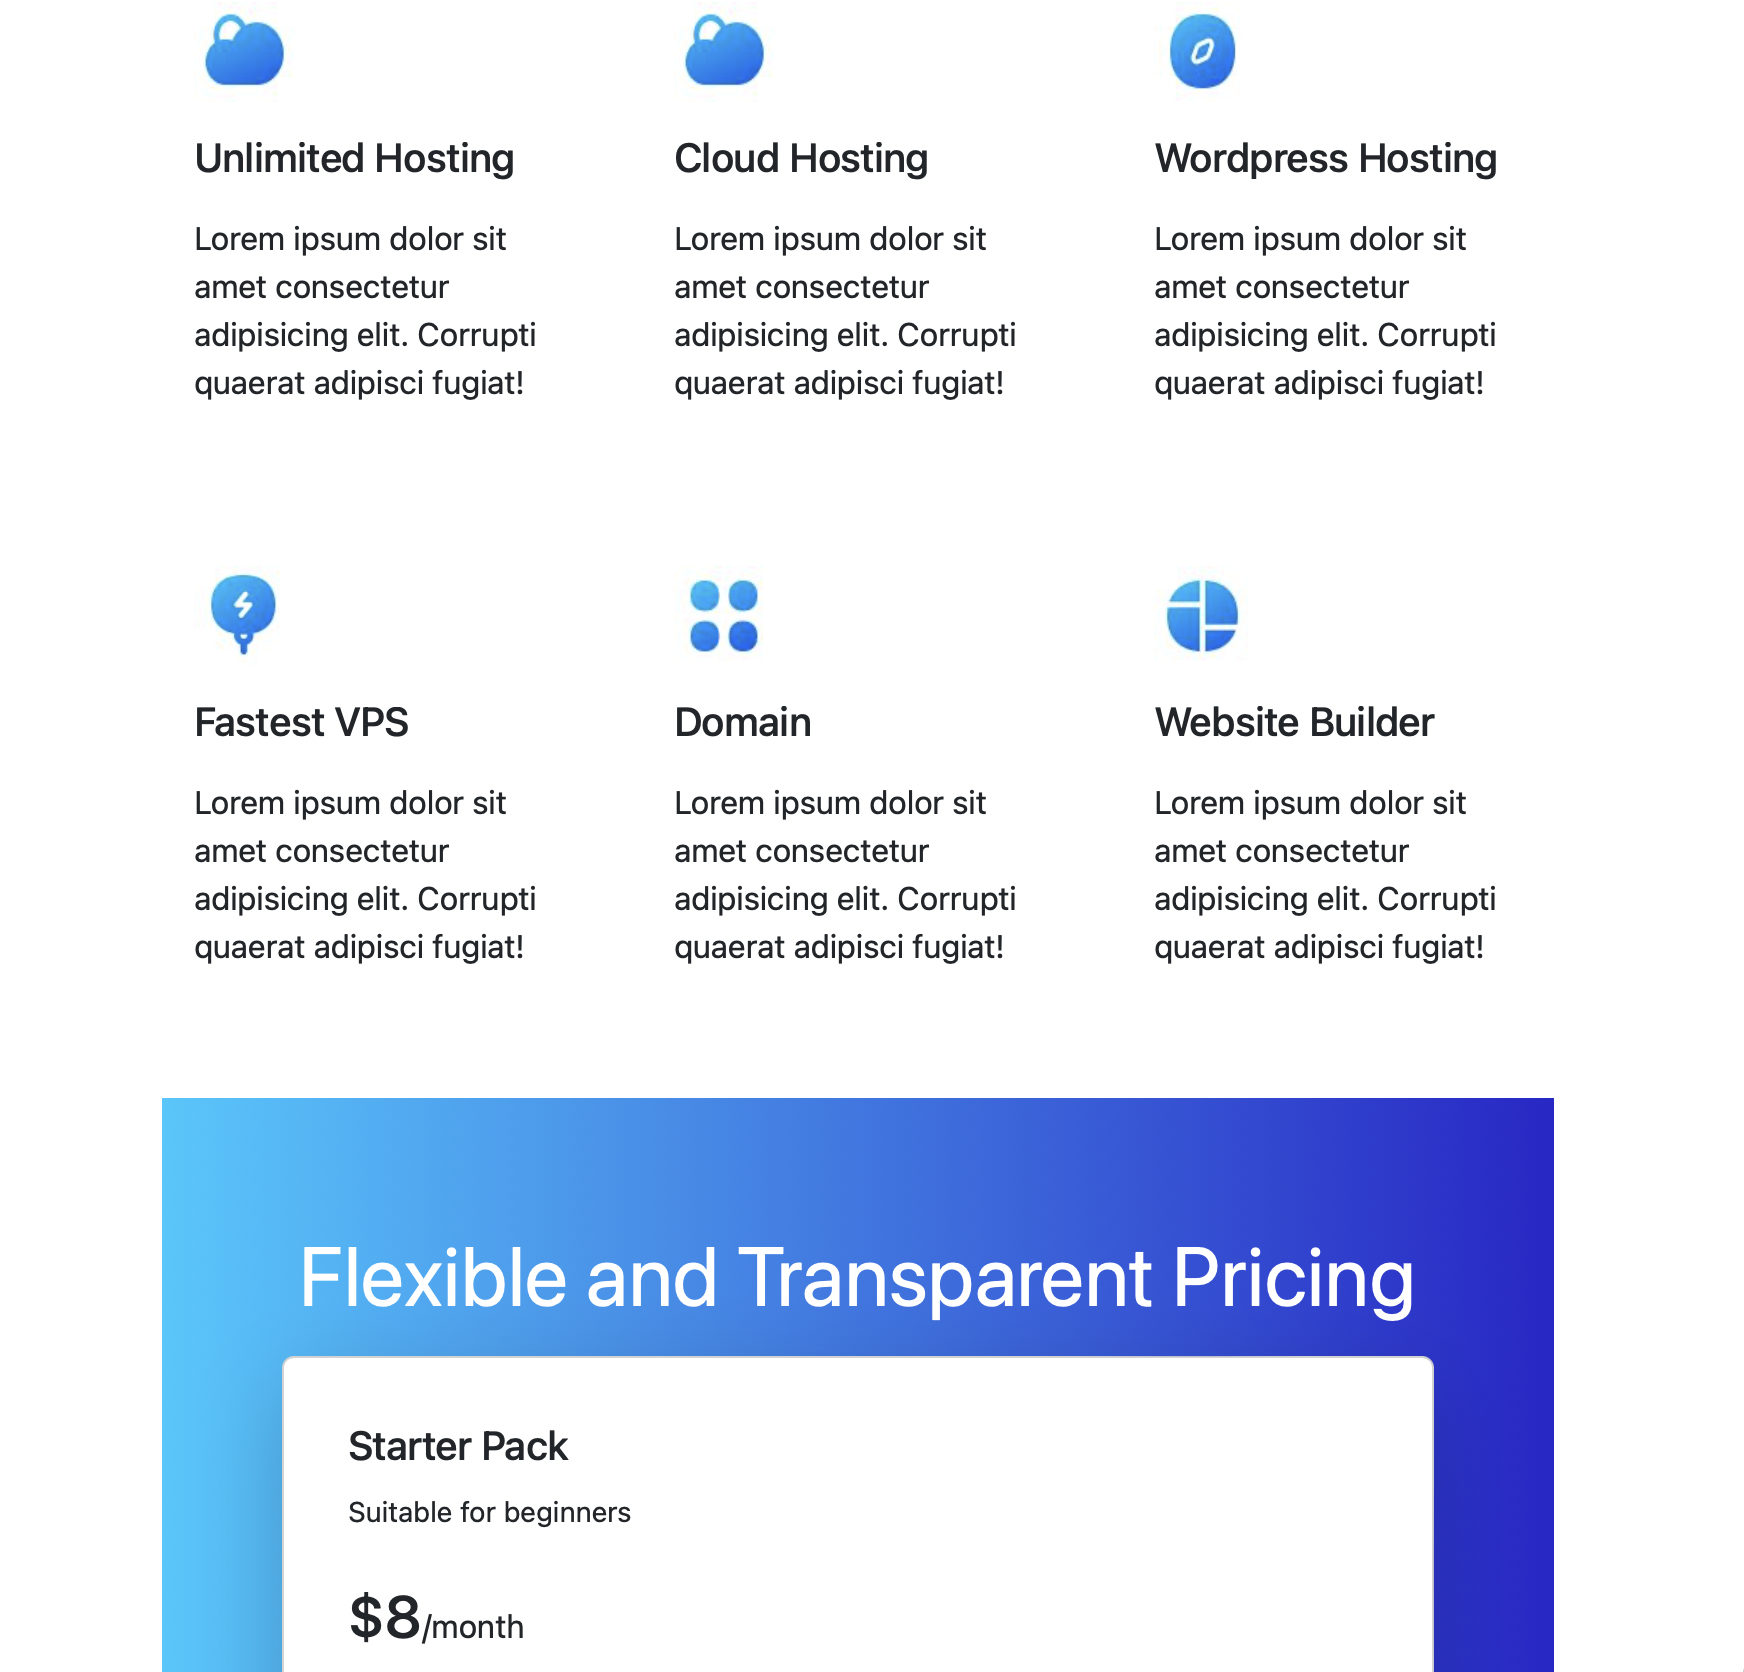 Unlimited Hosting
Lorem ipsum dolor sit
amet consectetur
adipisicing elit. Corrupti
quaerat adipisci fugiat!
Cloud Hosting
Lorem ipsum dolor sit
amet consectetur
adipisicing elit. Corrupti
quaerat adipisci fugiat!
Wordpress Hosting
Lorem ipsum dolor sit
amet consectetur
adipisicing elit. Corrupti
quaerat adipisci fugiat!
Fastest VPS
Lorem ipsum dolor sit
amet consectetur
adipisicing elit. Corrupti
quaerat adipisci fugiat!
Domain
Lorem ipsum dolor sit
amet consectetur
adipisicing elit. Corrupti
quaerat adipisci fugiat!
Website Builder
Lorem ipsum dolor sit
amet consectetur
adipisicing elit. Corrupti
quaerat adipisci fugiat!
Flexible and Transparent Pricing
Starter Pack
Suitable for beginners
$8/month